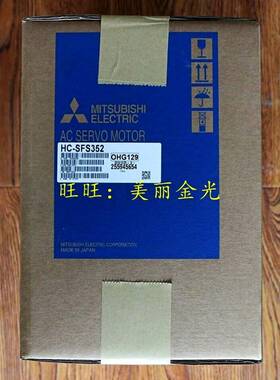 MITSUBISHI
ELECTRIC
AC SERVO MOTOR
HC-SFS352
OHG129
255945654
旺旺：美丽金光
MITSUBISHI ELECTRIC CORPORATION
MADE IN JAPAN